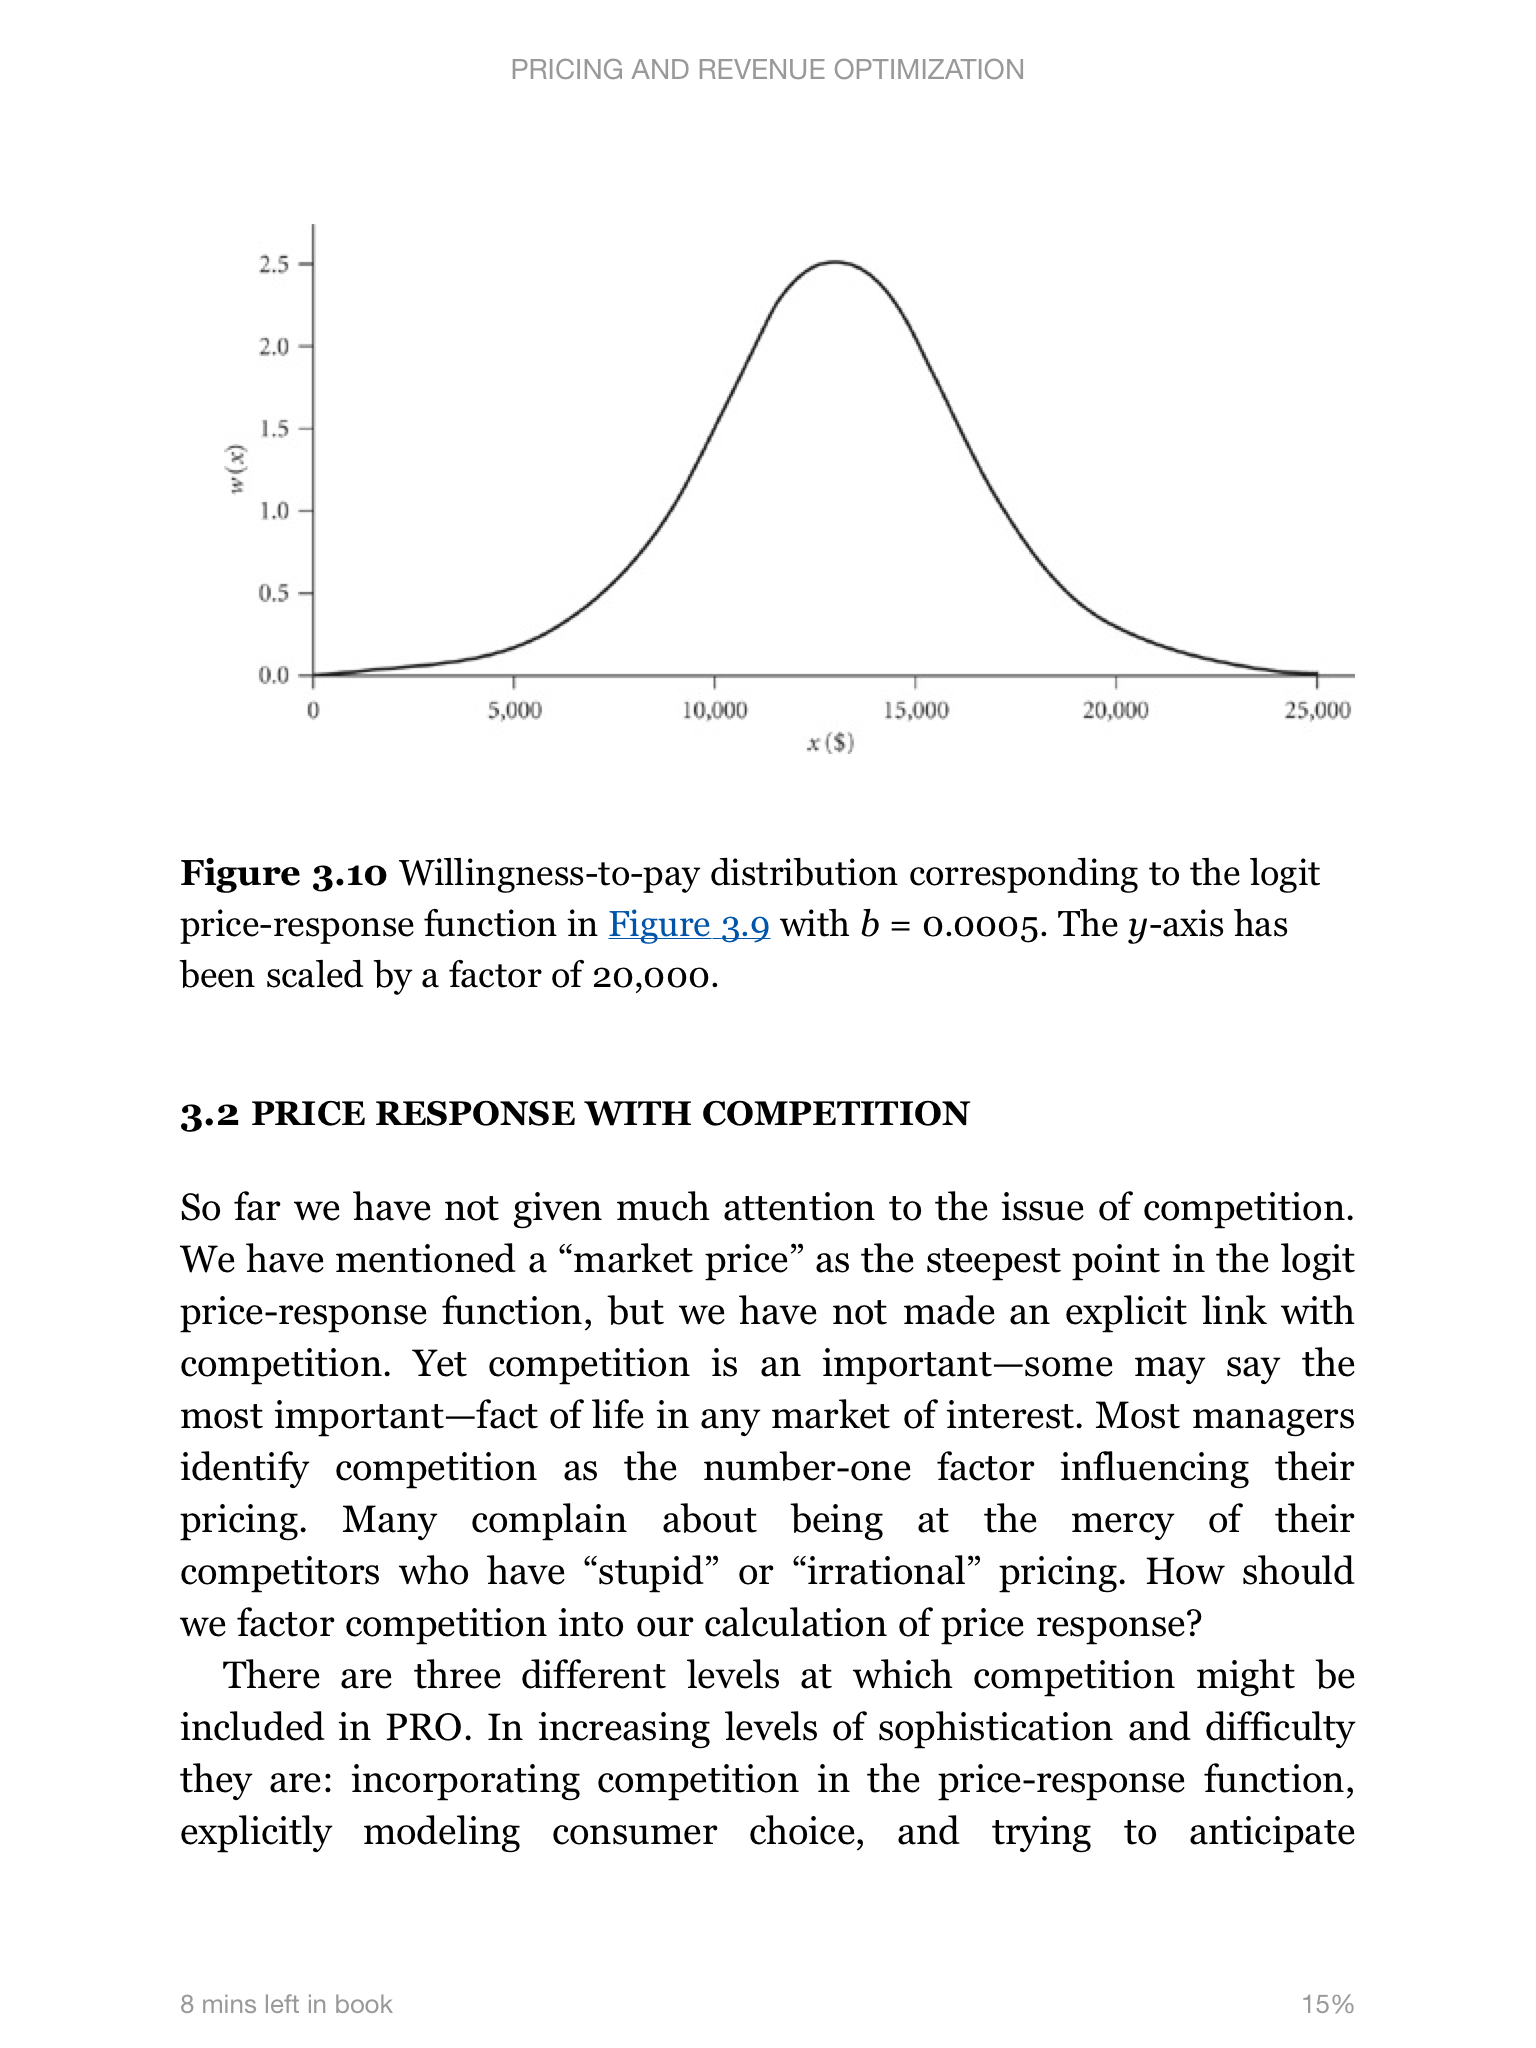 PRICING AND REVENUE OPTIMIZATION
2.5
2.0
1.5
1.0
0.5
0.0
w(x)
0 5,000 10,000 15,000 20,000 25,000
x ($)
Figure 3.10 Willingness-to-pay distribution corresponding to the logit
price-response function in Figure 3.9 with b = 0.0005. The y-axis has
been scaled by a factor of 20,000.
3.2 PRICE RESPONSE WITH COMPETITION
So far we have not given much attention to the issue of competition.
We have mentioned a “market price” as the steepest point in the logit
price-response function, but we have not made an explicit link with
competition. Yet competition is an important—some may say the
most important—fact of life in any market of interest. Most managers
identify competition as the number-one factor influencing their
pricing. Many complain about being at the mercy of their
competitors who have “stupid” or “irrational” pricing. How should
we factor competition into our calculation of price response?
There are three different levels at which competition might be
included in PRO. In increasing levels of sophistication and difficulty
they are: incorporating competition in the price-response function,
explicitly modeling consumer choice, and trying to anticipate
8 mins left in book 15%